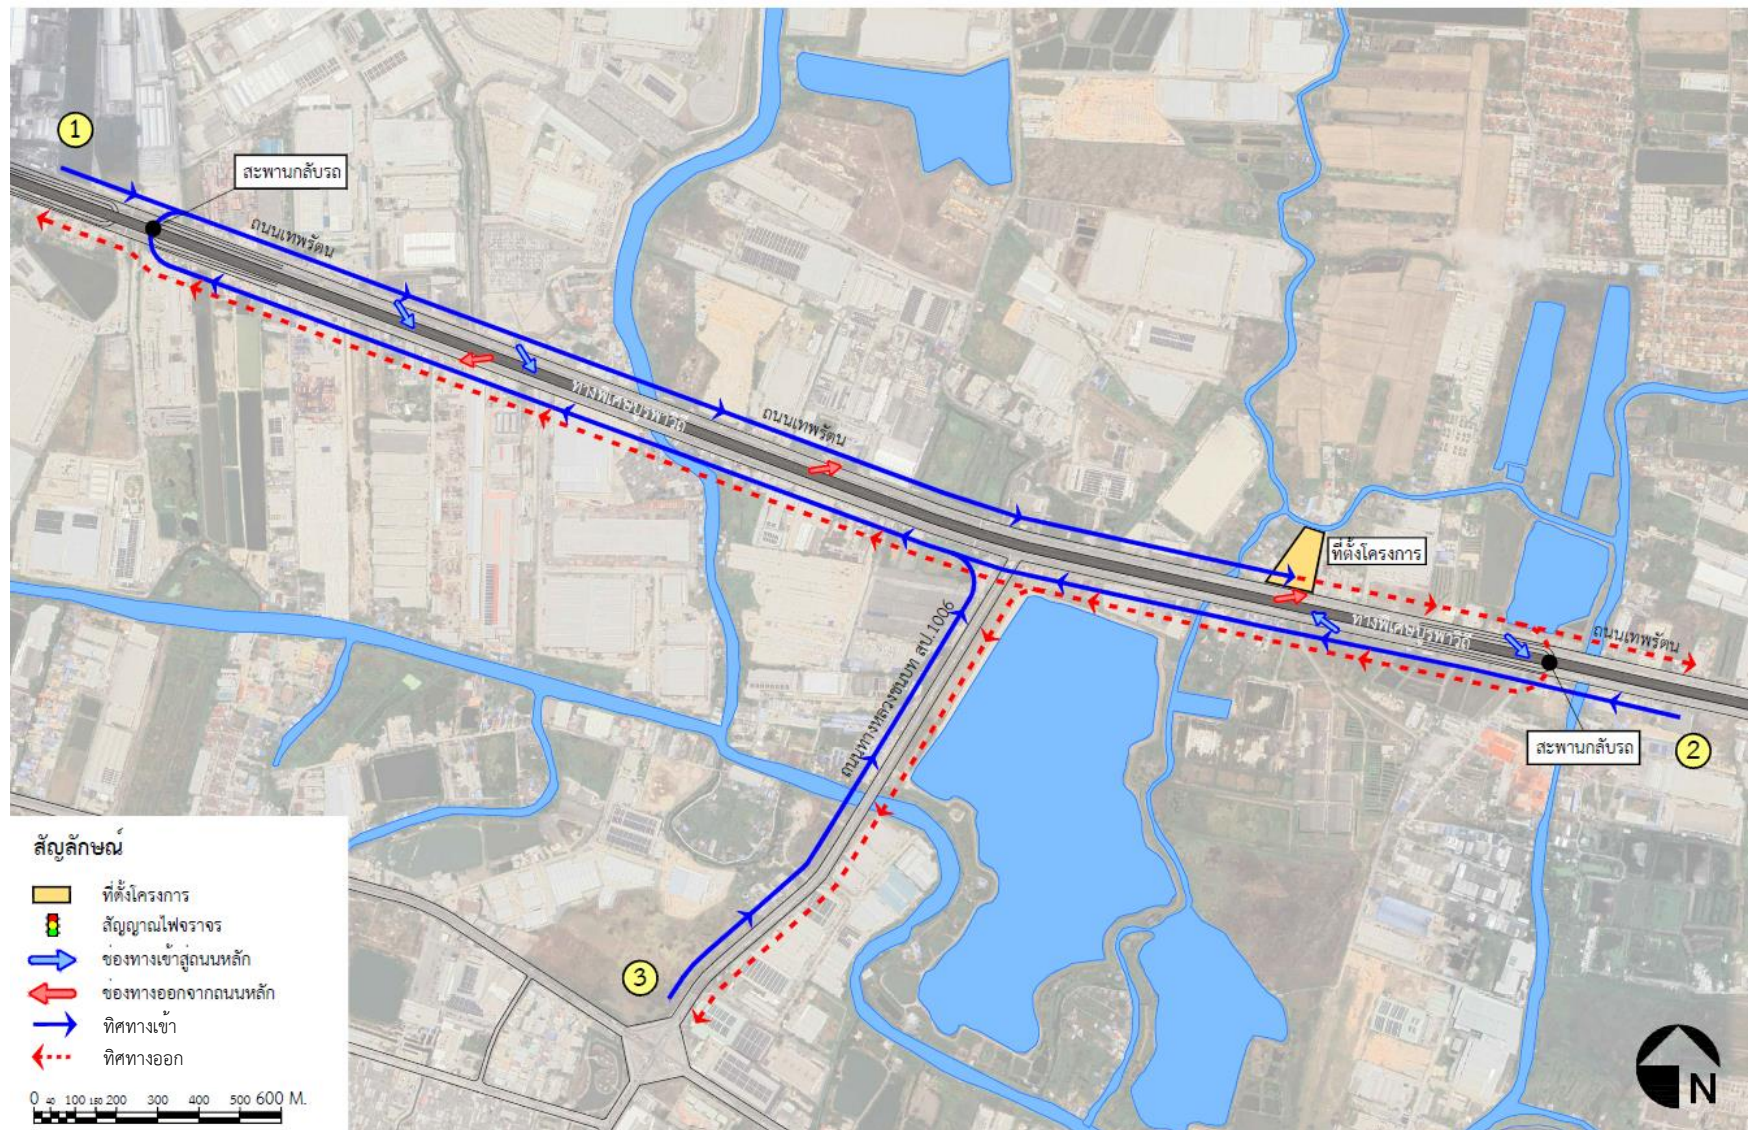 1
สะพานกลับรถ
ถนนเทพรัตน
ทางพิเศษบูรพาวิถี
ถนนเทพรัตน
ที่ตั้งโครงการ
ทางพิเศษบูรพาวิถี
ถนนเทพรัตน
ถนนทางหลวงชนบท สป.1006
สะพานกลับรถ
2
3
สัญลักษณ์
ที่ตั้งโครงการ
สัญญาณไฟจราจร
ช่องทางเข้าสู่ถนนหลัก
ช่องทางออกจากถนนหลัก
ทิศทางเข้า
ทิศทางออก
0 40 100 160 200 300 400 500 600 M.
N